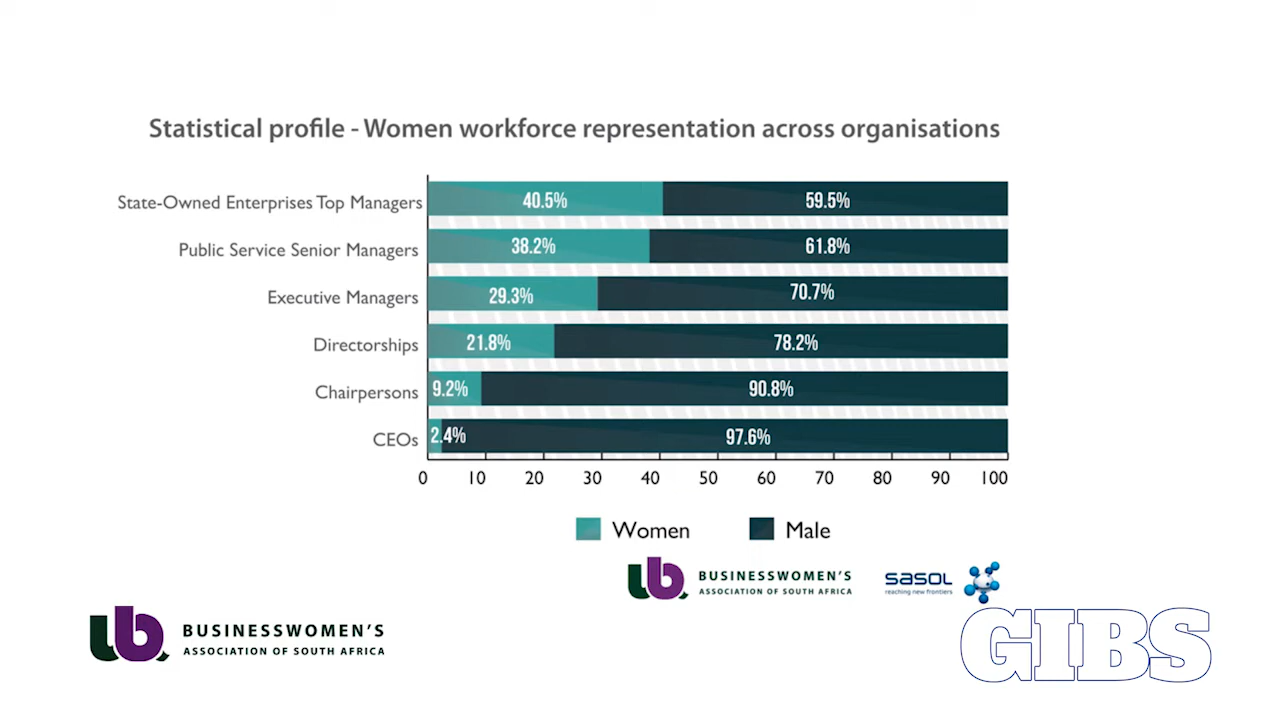 Statistical profile - Women workforce representation across organisations
State-Owned Enterprises Top Managers 40.5% 59.5%
Public Service Senior Managers 38.2% 61.8%
Executive Managers 29.3% 70.7%
Directorships 21.8% 78.2%
Chairpersons 9.2% 90.8%
CEOs 2.4% 97.6%
0 10 20 30 40 50 60 70 80 90 100
Women Male
BUSINESSWOMEN'S
ASSOCIATION OF SOUTH AFRICA
sasol
reaching new frontiers
BUSINESSWOMEN'S
ASSOCIATION OF SOUTH AFRICA
GIBS